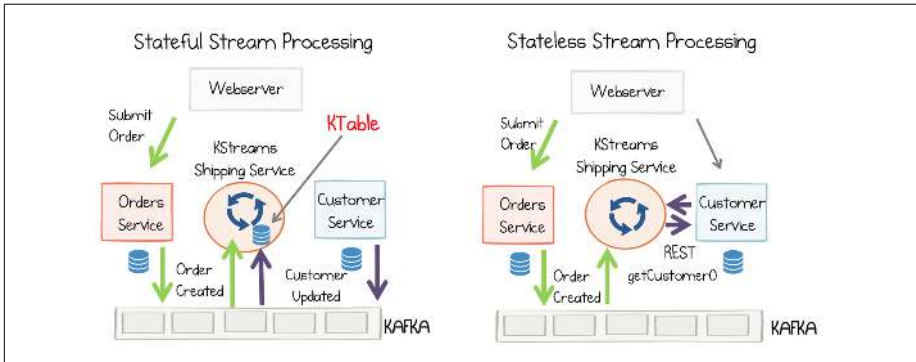 Stateful Stream Processing
Webserver
Submit
Order
KTable
KStreams
Shipping Service
Orders
Service
Customer
Service
Order
Created
Customer
Updated
KAFKA
Stateless Stream Processing
Webserver
Submit
Order
KStreams
Shipping Service
Orders
Service
Customer
Service
REST
getCustomer()
Order
Created
KAFKA